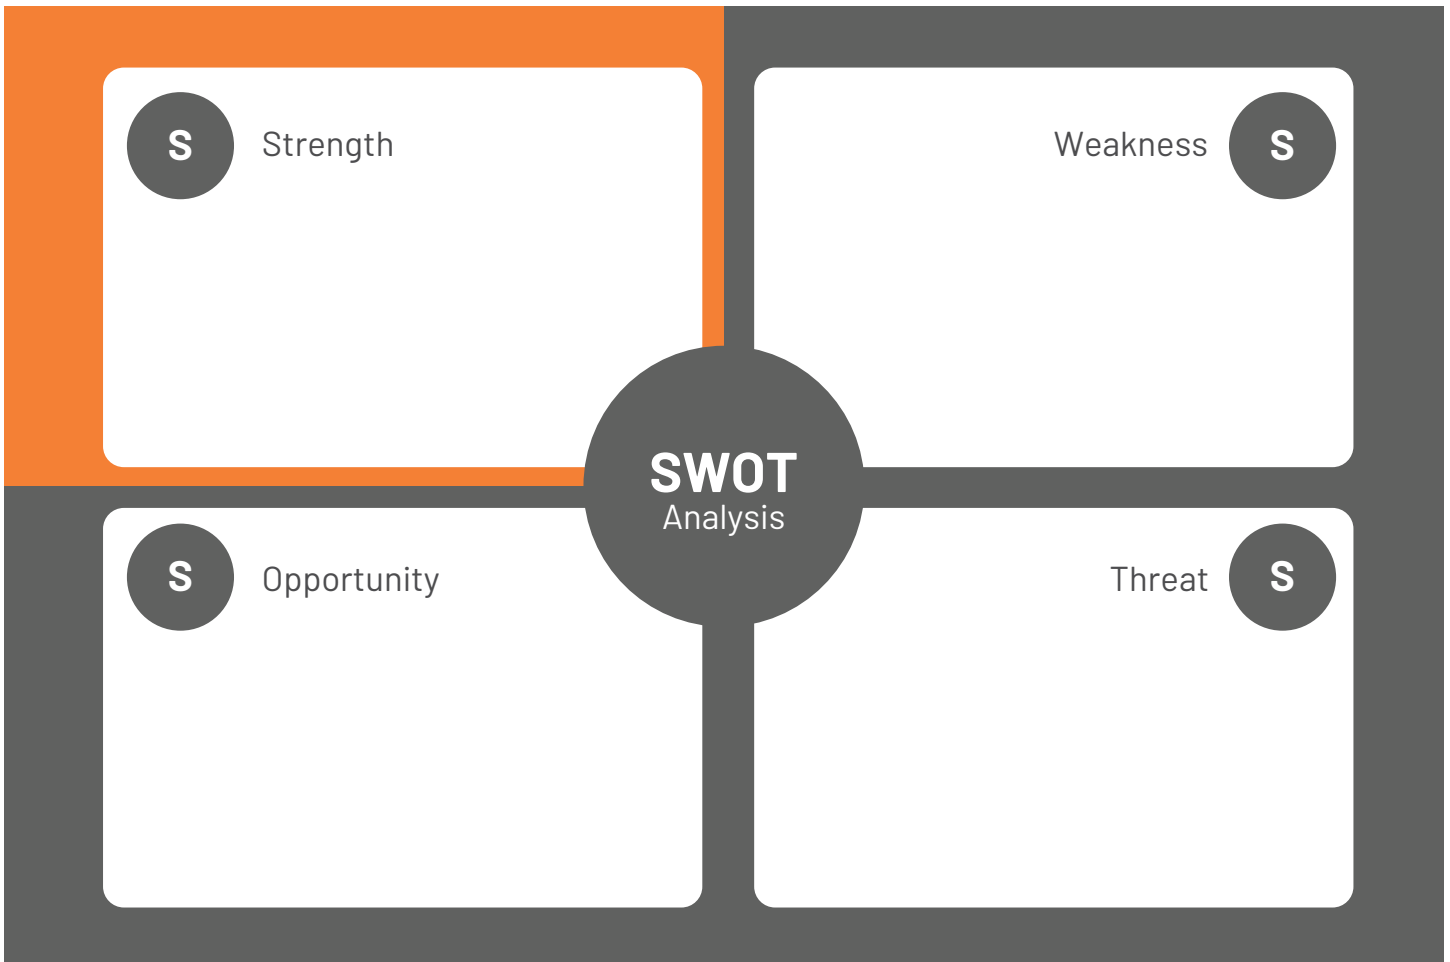 S Strength
Weakness S
SWOT
Analysis
S Opportunity
Threat S